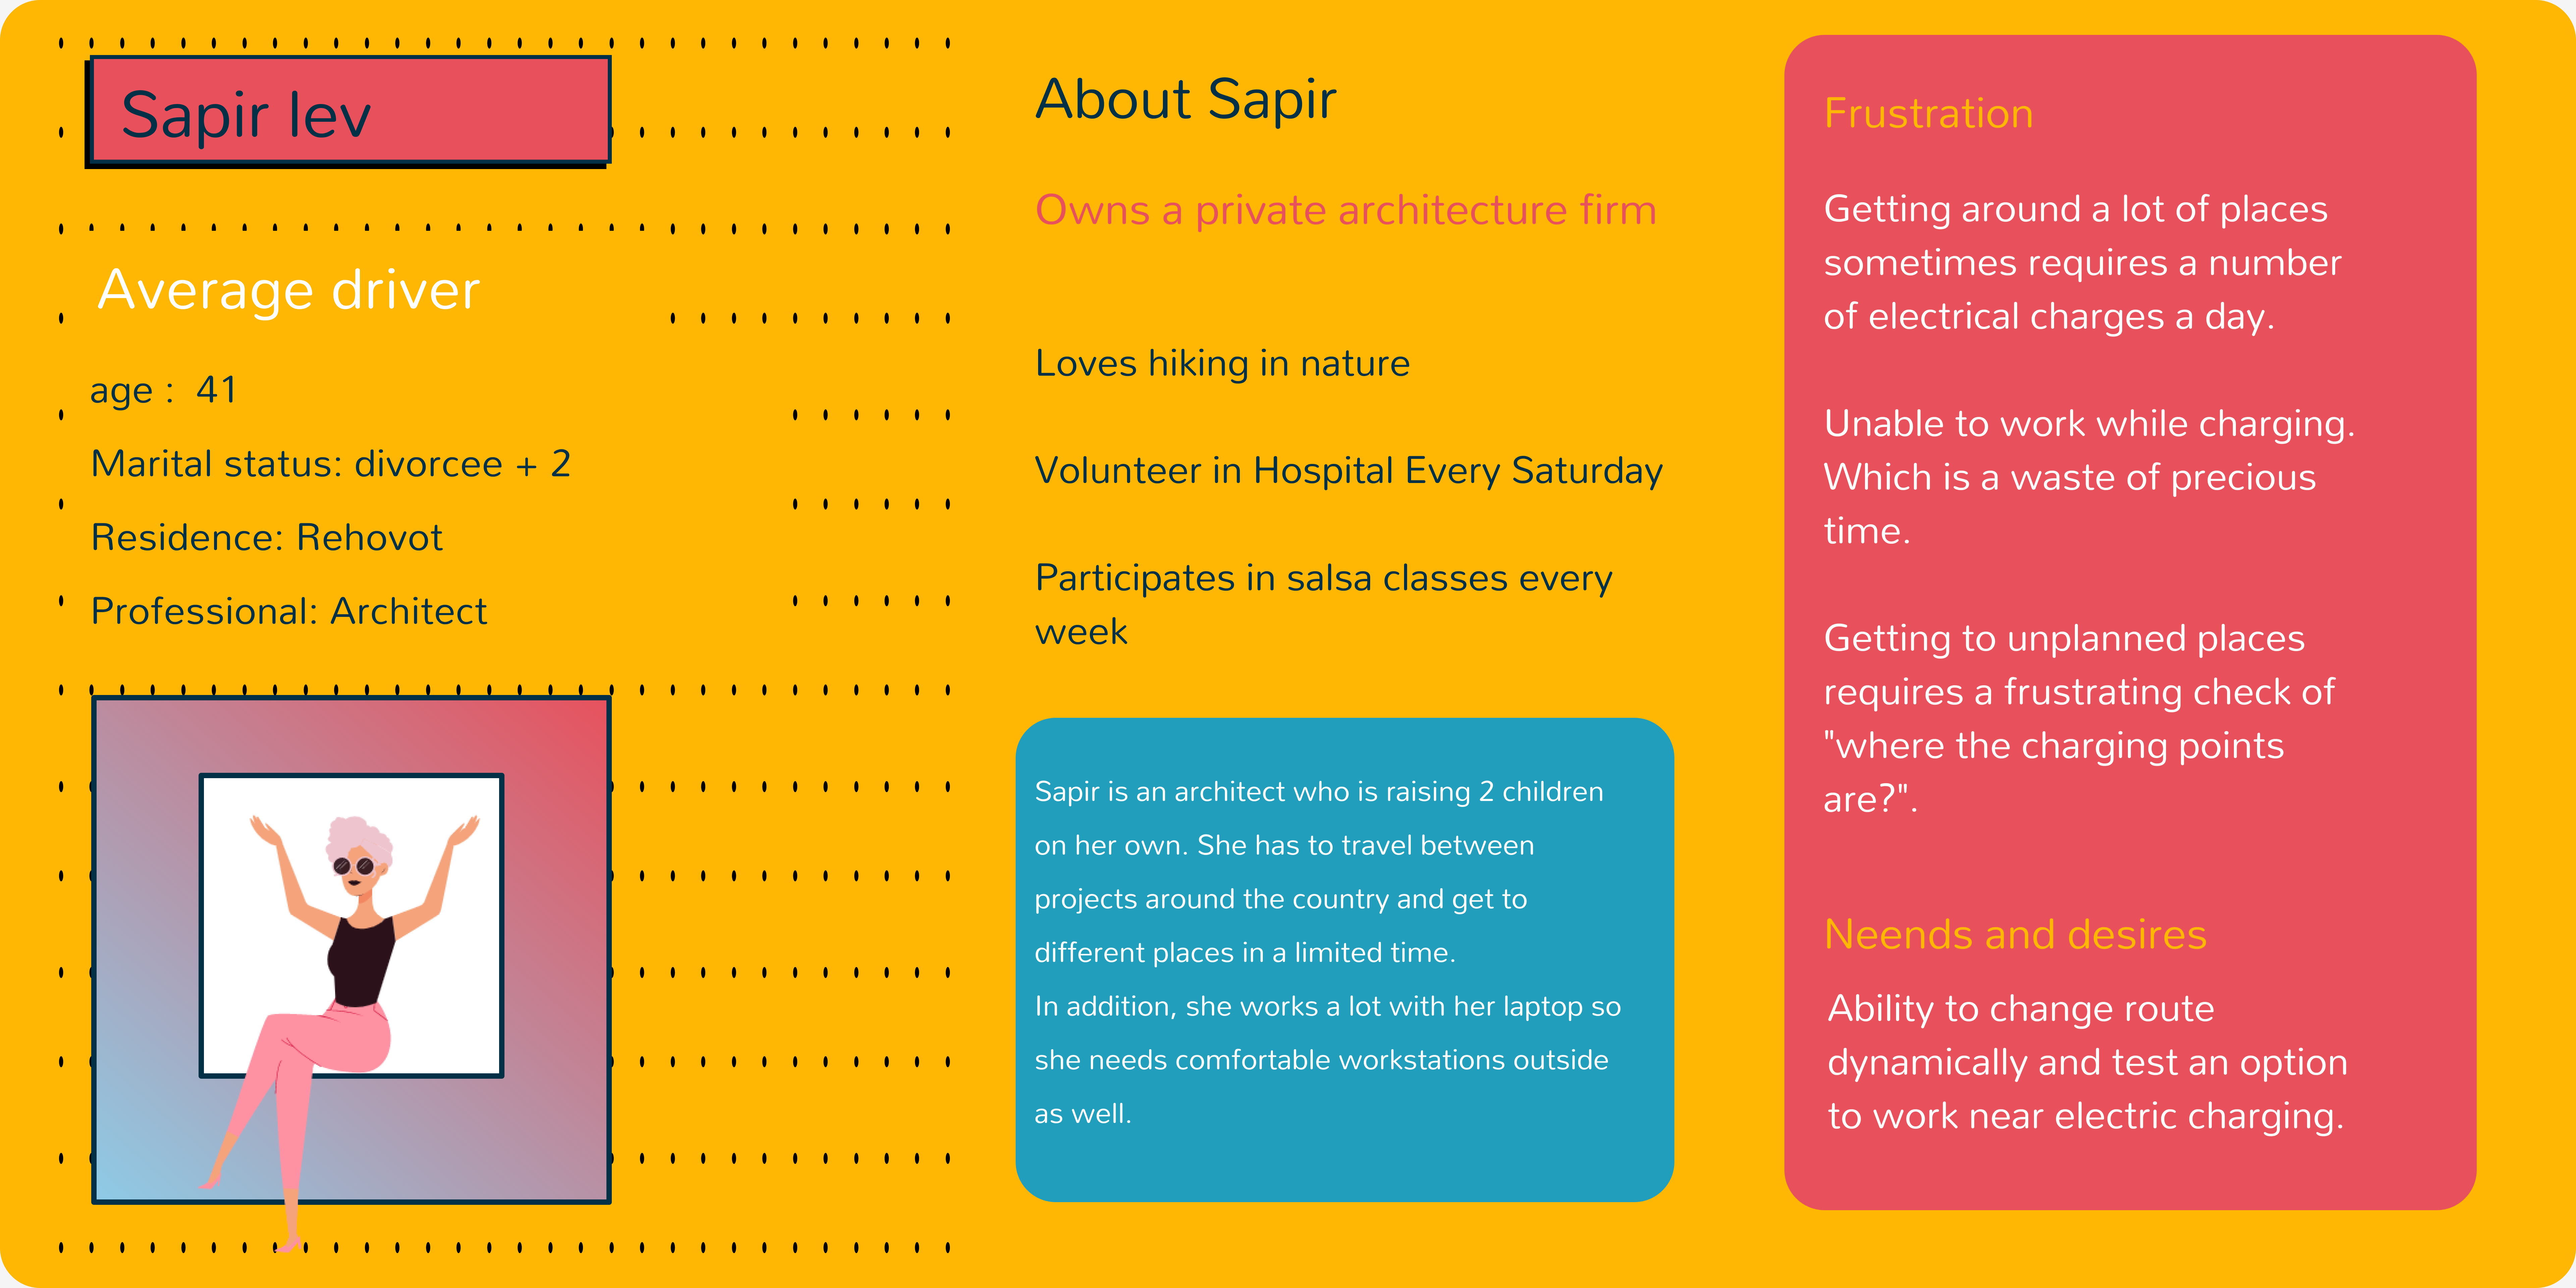 Sapir lev
Average driver
age : 41
Marital status: divorcee + 2
Residence: Rehovot
Professional: Architect
About Sapir
Owns a private architecture firm
Loves hiking in nature
Volunteer in Hospital Every Saturday
Participates in salsa classes every
week
Sapir is an architect who is raising 2 children
on her own. She has to travel between
projects around the country and get to
different places in a limited time.
In addition, she works a lot with her laptop so
she needs comfortable workstations outside
as well.
Frustration
Getting around a lot of places
sometimes requires a number
of electrical charges a day.
Unable to work while charging.
Which is a waste of precious
time.
Getting to unplanned places
requires a frustrating check of
"where the charging points
are?".
Neends and desires
Ability to change route
dynamically and test an option
to work near electric charging.